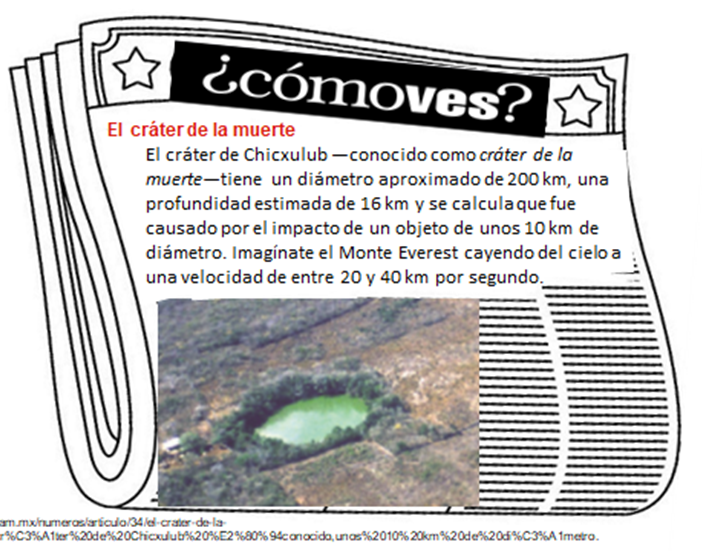 ¿cómoves?
El cráter de la muerte
El cráter de Chicxulub —conocido como cráter de la
muerte—tiene un diámetro aproximado de 200 km, una
profundidad estimada de 16 km y se calcula que fue
causado por el impacto de un objeto de unos 10 km de
diámetro. Imagínate el Monte Everest cayendo del cielo a
una velocidad de entre 20 y 40 km por segundo.
am.mx/numeros/articulo/34/el-crater-de-la-
r%C3%A1ter%20de%20Chicxulub%20%E2%80%94conocido,unos%2010%20km%20de%20di%C3%A1metro.